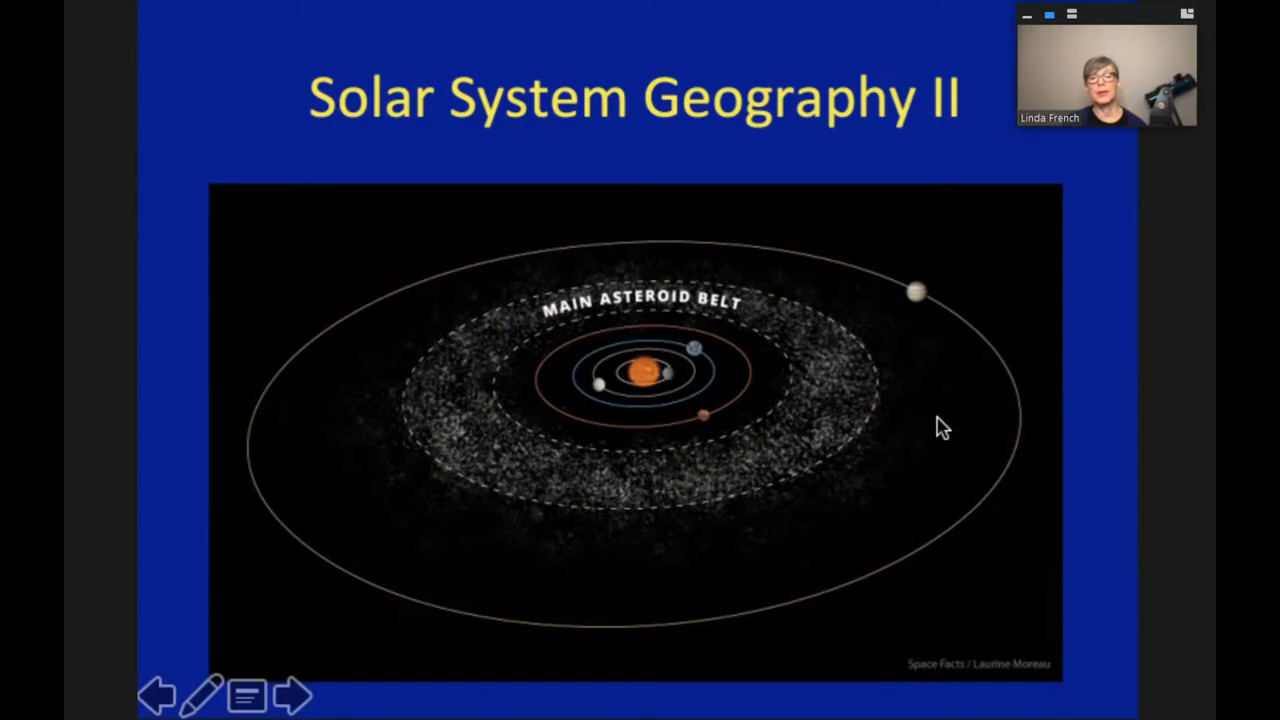 Solar System Geography II
Linda French
MAIN ASTEROID BELT
Space Facts / Laurine Moreau